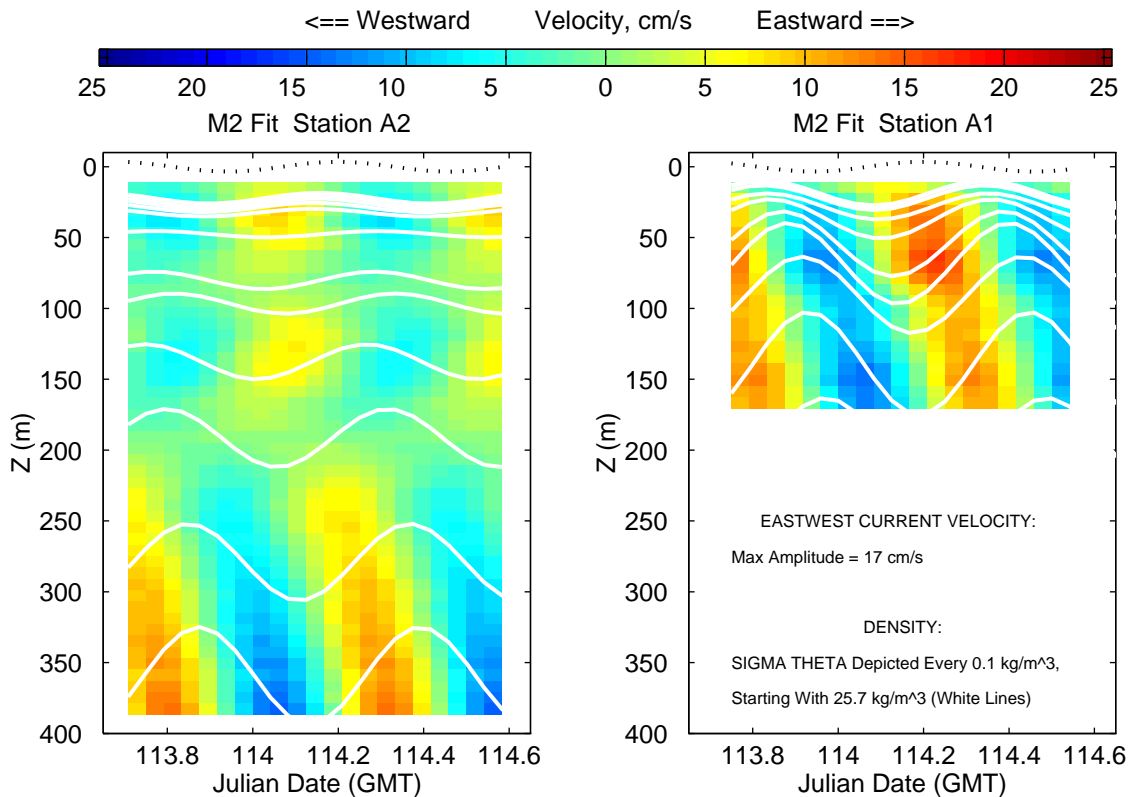 <== Westward Velocity, cm/s Eastward ==>
25 20 15 10 5 0 5 10 15 20 25
M2 Fit Station A2
0
50
100
150
200
250
300
350
400
Z (m)
113.8 114 114.2 114.4 114.6
Julian Date (GMT)
M2 Fit Station A1
0
50
100
150
200
250
300
350
400
Z (m)
EASTWEST CURRENT VELOCITY:
Max Amplitude = 17 cm/s
DENSITY:
SIGMA THETA Depicted Every 0.1 kg/m^3,
Starting With 25.7 kg/m^3 (White Lines)
113.8 114 114.2 114.4 114.6
Julian Date (GMT)